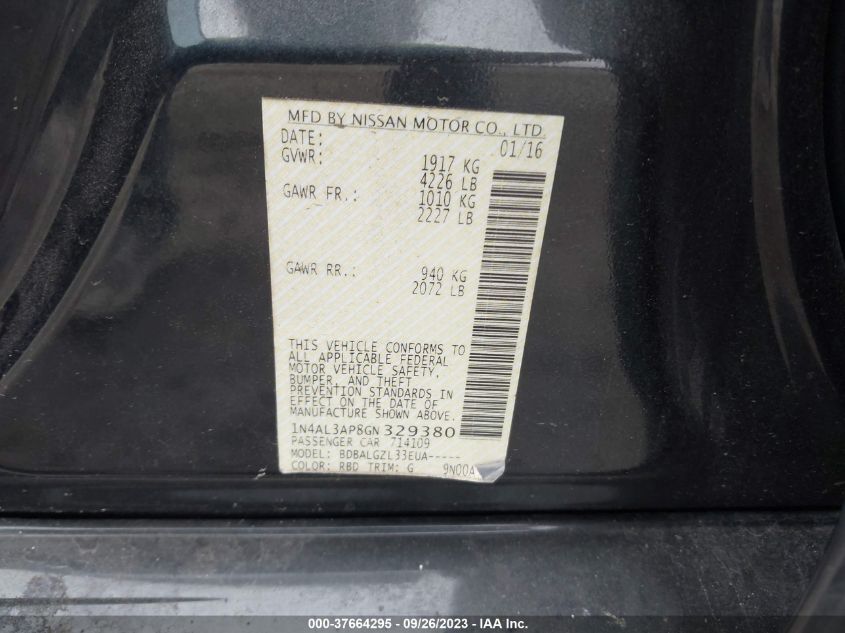 MFD BY NISSAN MOTOR CO., LTD.
DATE: 01/16
GVWR: 1917 KG
4226 LB
GAWR FR.: 1010 KG
2227 LB
GAWR RR.: 940 KG
2072 LB
THIS VEHICLE CONFORMS TO
ALL APPLICABLE FEDERAL
MOTOR VEHICLE SAFETY,
BUMPER, AND THEFT
PREVENTION STANDARDS IN
EFFECT ON THE DATE OF
MANUFACTURE SHOWN ABOVE.
1N4AL3AP8GN329380
PASSENGER CAR 714109
MODEL: BDBALGZL33EUA-----
COLOR: RBD TRIM: G 9N00A
000-37664295 - 09/26/2023 - IAA Inc.